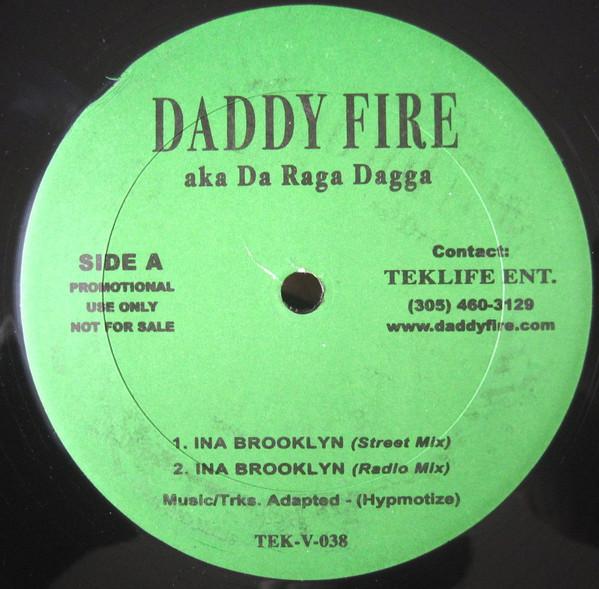 DADDY FIRE
aka Da Raga Dagga
SIDE A
PROMOTIONAL
USE ONLY
NOT FOR SALE
Contact:
TEKLIFE ENT.
(305) 460-3129
www.daddyfire.com
1. INA BROOKLYN (Street Mix)
2. INA BROOKLYN (Radio Mix)
Music/Trks. Adapted - (Hypmotize)
TEK-V-038